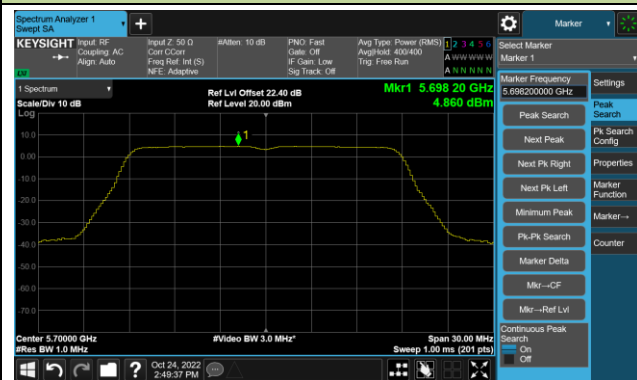 Spectrum Analyzer 1
Swept SA
+
Marker
KEYSIGHT
Input: RF
Coupling: AC
Align: Auto
Input Z: 50 Ω
Corr CCorr
Freq Ref: Int (S)
NFE: Adaptive
#Atten: 10 dB
PNO: Fast
Gate: Off
IF Gain: Low
Sig Track: Off
Avg Type: Power (RMS)
Avg|Hold: 400/400
Trig: Free Run
1 2 3 4 5 6
A W W W W W
A N N N N N
Select Marker
Marker 1
1 Spectrum
Scale/Div 10 dB
Log
Ref Lvl Offset 22.40 dB
Ref Level 20.00 dBm
Mkr1 5.698 20 GHz
4.860 dBm
1
10.0
0.00
-10.0
-20.0
-30.0
-40.0
-50.0
-60.0
-70.0
Center 5.70000 GHz
#Res BW 1.0 MHz
#Video BW 3.0 MHz*
Span 30.00 MHz
Sweep 1.00 ms (201 pts)
Marker Frequency
5.698200000 GHz
Peak Search
Next Peak
Next Pk Right
Next Pk Left
Minimum Peak
Pk-Pk Search
Marker Delta
Mkr→CF
Mkr→Ref Lvl
Continuous Peak
Search
On
Off
Settings
Peak
Search
Pk Search
Config
Properties
Marker
Function
Marker→
Counter
?
Oct 24, 2022
2:49:37 PM